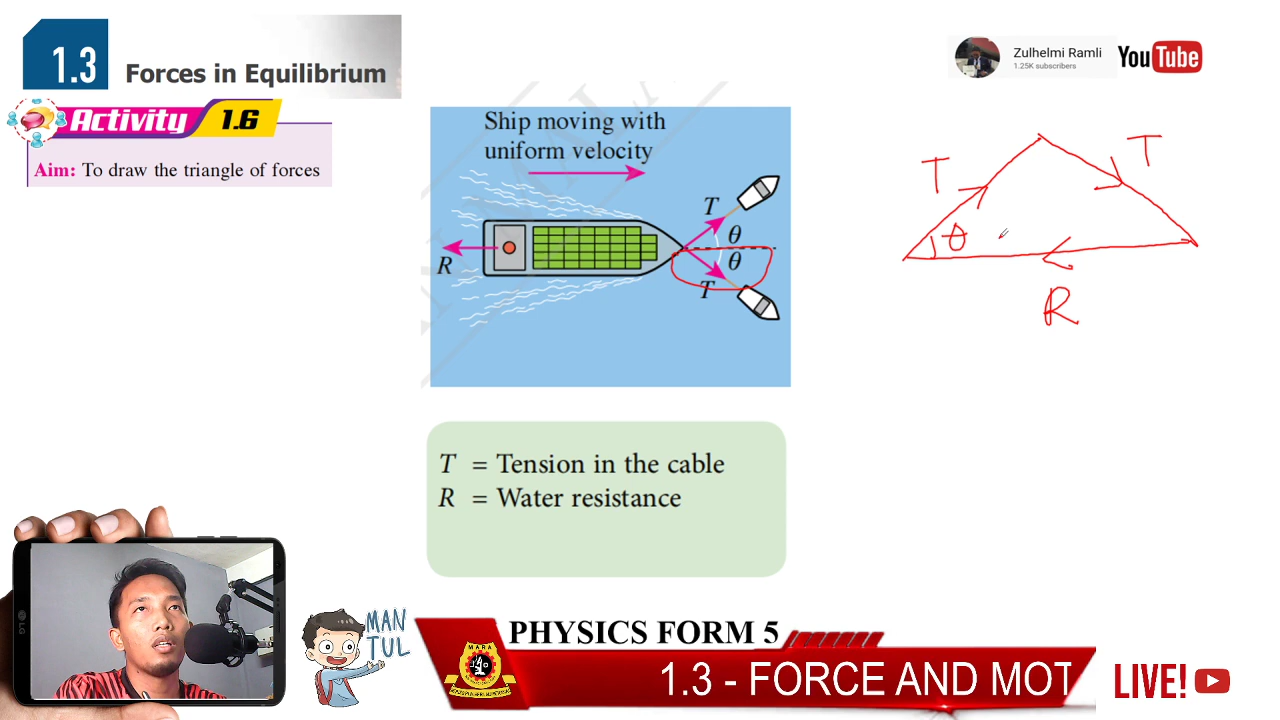 1.3
Forces in Equilibrium
Activity 1.6
Aim: To draw the triangle of forces
Zulhelmi Ramli
1.25K subscribers
YouTube
Ship moving with
uniform velocity
T
θ
R
θ
T
T
T
θ
R
T = Tension in the cable
R = Water resistance
MAN
TUL
LG
MARA
PHYSICS FORM 5
1.3 - FORCE AND MOT
LIVE!